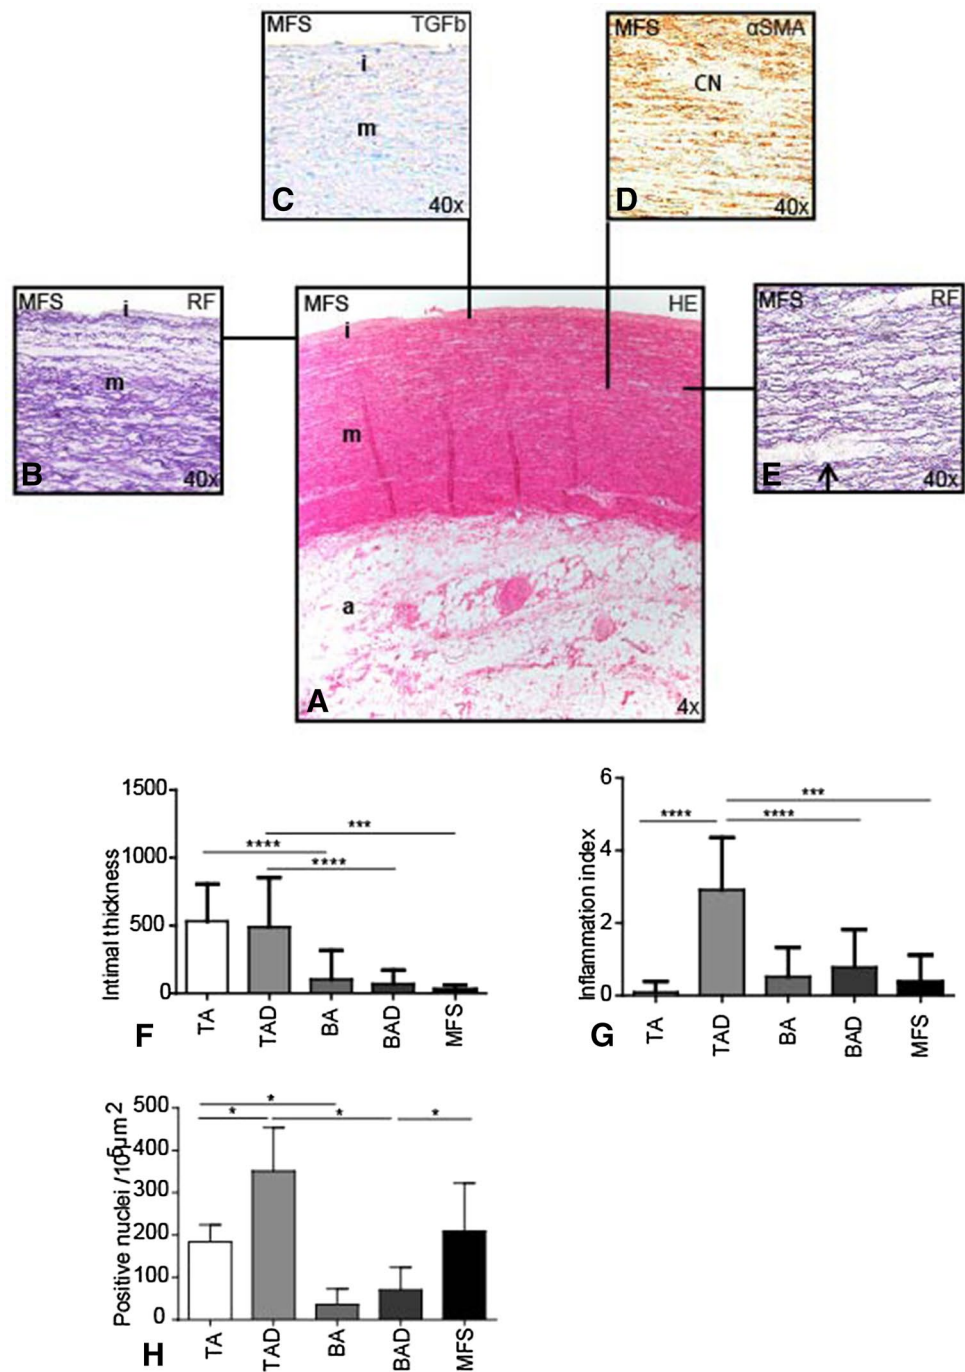 MFS TGFb
i
m
C 40x
MFS αSMA
CN
D 40x
MFS RF
i
m
B 40x
MFS HE
i
m
a
A 4x
MFS RF
E 40x
1500
1000
500
0
Intimal thickness
***
****
****
TA
TAD
BA
BAD
MFS
F
6
4
2
0
Inflammation index
***
**** ****
TA
TAD
BA
BAD
MFS
G
500
400
300
200
100
0
Positive nuclei /10⁵µm2
*
* * *
TA
TAD
BA
BAD
MFS
H